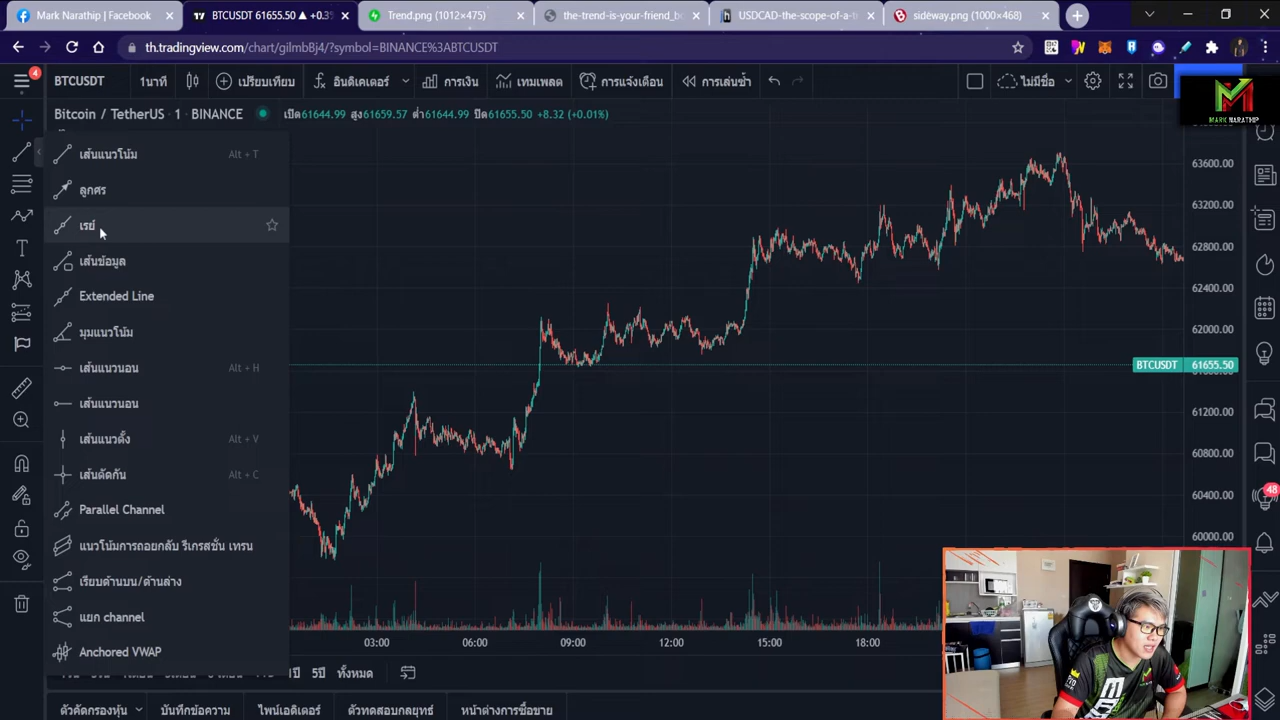 Mark Narathip | Facebook
BTCUSDT 61655.50 ▲ +0.3
Trend.png (1012×475)
the-trend-is-your-friend_b
USDCAD-the-scope-of-a-t
sideway.png (1000×468)
th.tradingview.com/chart/gilmbBj4/?symbol=BINANCE%3ABTCUSDT
4
BTCUSDT
1นาที
เปรียบเทียบ
อินดิเคเตอร์
การเงิน
เทมเพลต
การแจ้งเตือน
การเล่นซ้ำ
ไม่มีชื่อ
MARK NARATHIP
Bitcoin / TetherUS · 1 · BINANCE
เปิด61644.99 สูง61659.57 ต่ำ61644.99 ปิด61655.50 +8.32 (+0.01%)
เส้นแนวโน้ม Alt + T
ลูกศร
เรย์
เส้นข้อมูล
Extended Line
มุมแนวโน้ม
เส้นแนวนอน Alt + H
เส้นแนวนอน
เส้นแนวตั้ง Alt + V
เส้นตัดกัน Alt + C
Parallel Channel
แนวโน้มการถอยกลับ รีเกรสชั่น เทรน
เรียบด้านบน/ด้านล่าง
แยก channel
Anchored VWAP
63600.00
63200.00
62800.00
62400.00
62000.00
BTCUSDT 61655.50
61200.00
60800.00
60400.00
60000.00
48
03:00 06:00 09:00 12:00 15:00 18:00
5ปี ทั้งหมด
ตัวคัดกรองหุ้น
บันทึกข้อความ
ไพน์เอดิเตอร์
ตัวทดสอบกลยุทธ์
หน้าต่างการซื้อขาย